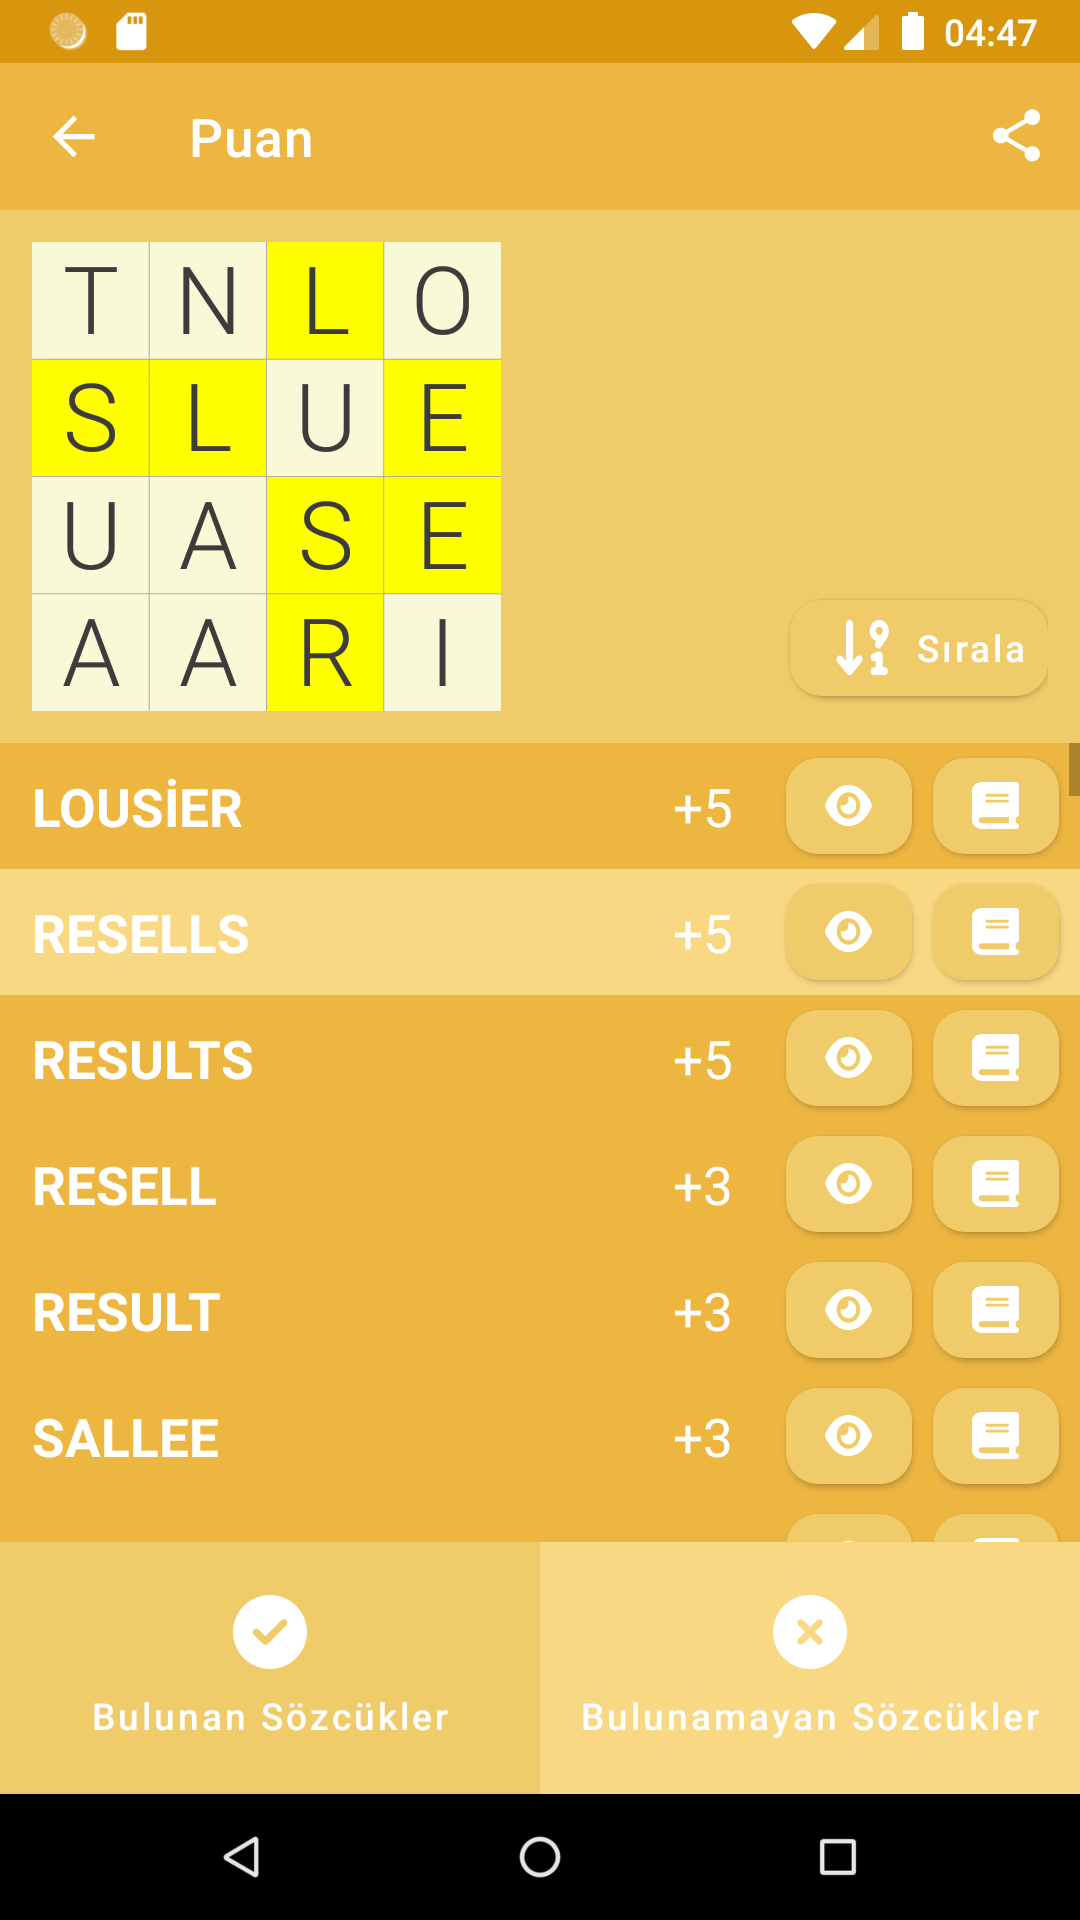 04:47
Puan
T N L O
S L U E
U A S E
A A R I
Sırala
LOUSİER +5
RESELLS +5
RESULTS +5
RESELL +3
RESULT +3
SALLEE +3
Bulunan Sözcükler
Bulunamayan Sözcükler